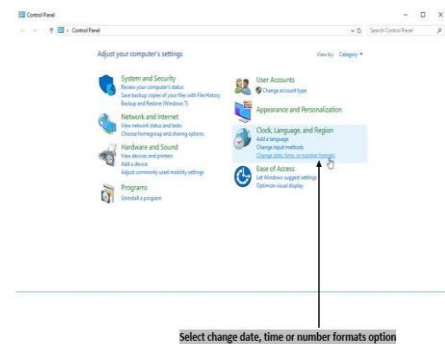 Control Panel
Control Panel
Search Control Panel
Adjust your computer's settings
View by: Category
System and Security
Review your computer's status
Save backup copies of your files with File History
Backup and Restore (Windows 7)
Network and Internet
View network status and tasks
Choose homegroup and sharing options
Hardware and Sound
View devices and printers
Add a device
Adjust commonly used mobility settings
Programs
Uninstall a program
User Accounts
Change account type
Appearance and Personalization
Clock, Language, and Region
Add a language
Change input methods
Change date, time, or number formats
Ease of Access
Let Windows suggest settings
Optimize visual display
Select change date, time or number formats option